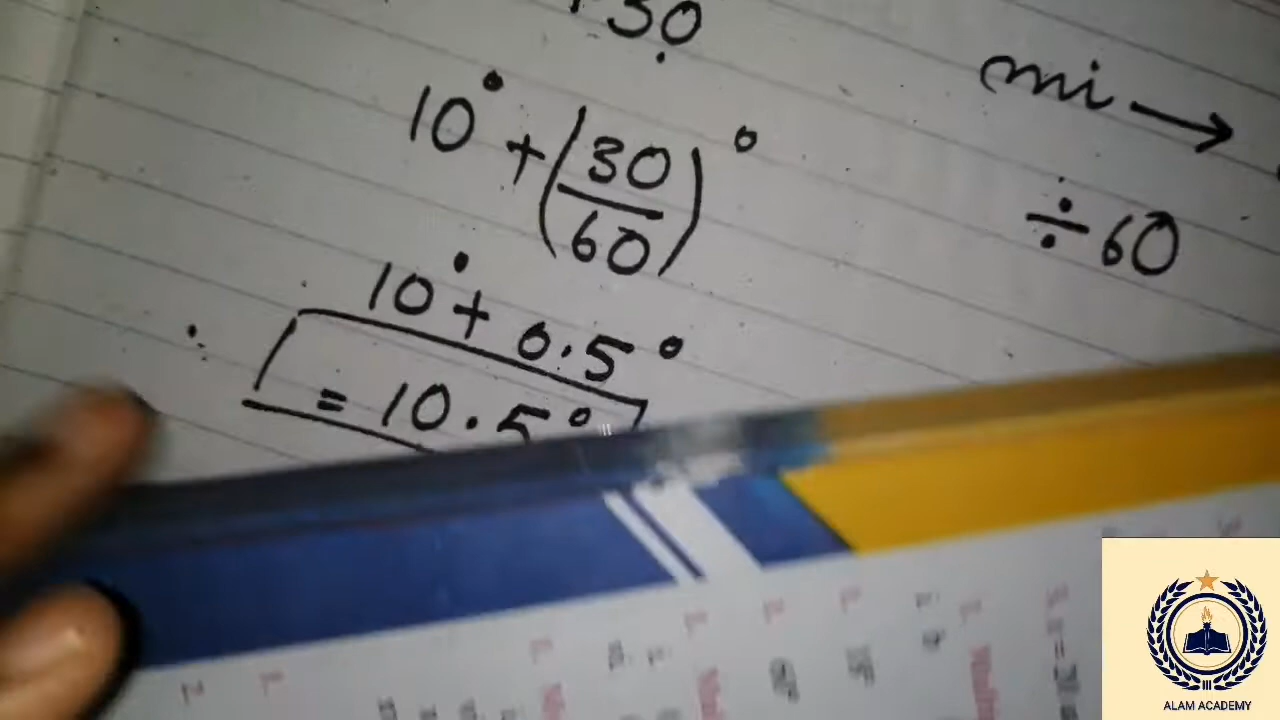 30
10° + (30/60)°
10° + 0.5°
= 10.5°
mi →
÷ 60
ALAM ACADEMY